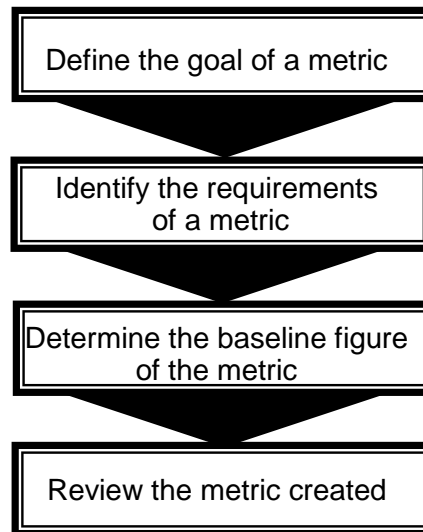 Define the goal of a metric
Identify the requirements
of a metric
Determine the baseline figure
of the metric
Review the metric created